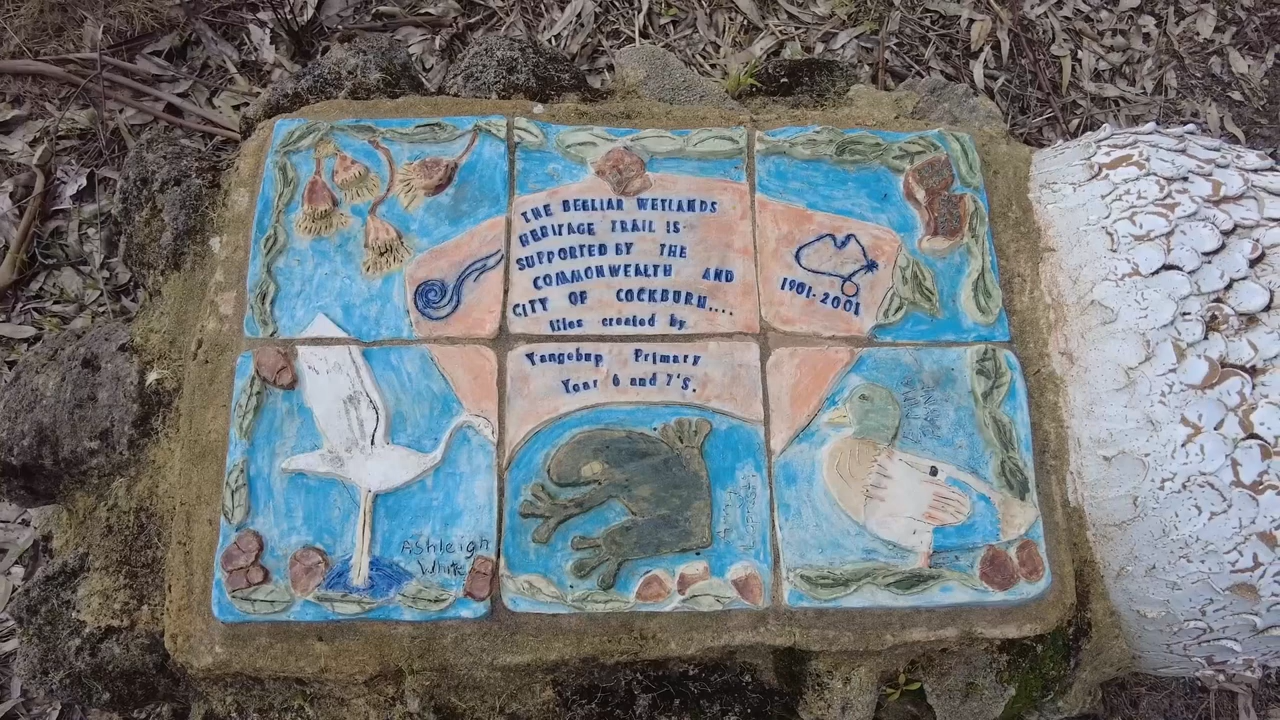 THE BEELIAR WETLANDS
HERITAGE TRAIL IS
SUPPORTED BY THE
COMMONWEALTH AND
CITY OF COCKBURN....
tiles created by
1901-2001
Yangebup Primary
Year 6 and 7'S.
Ashleigh
White